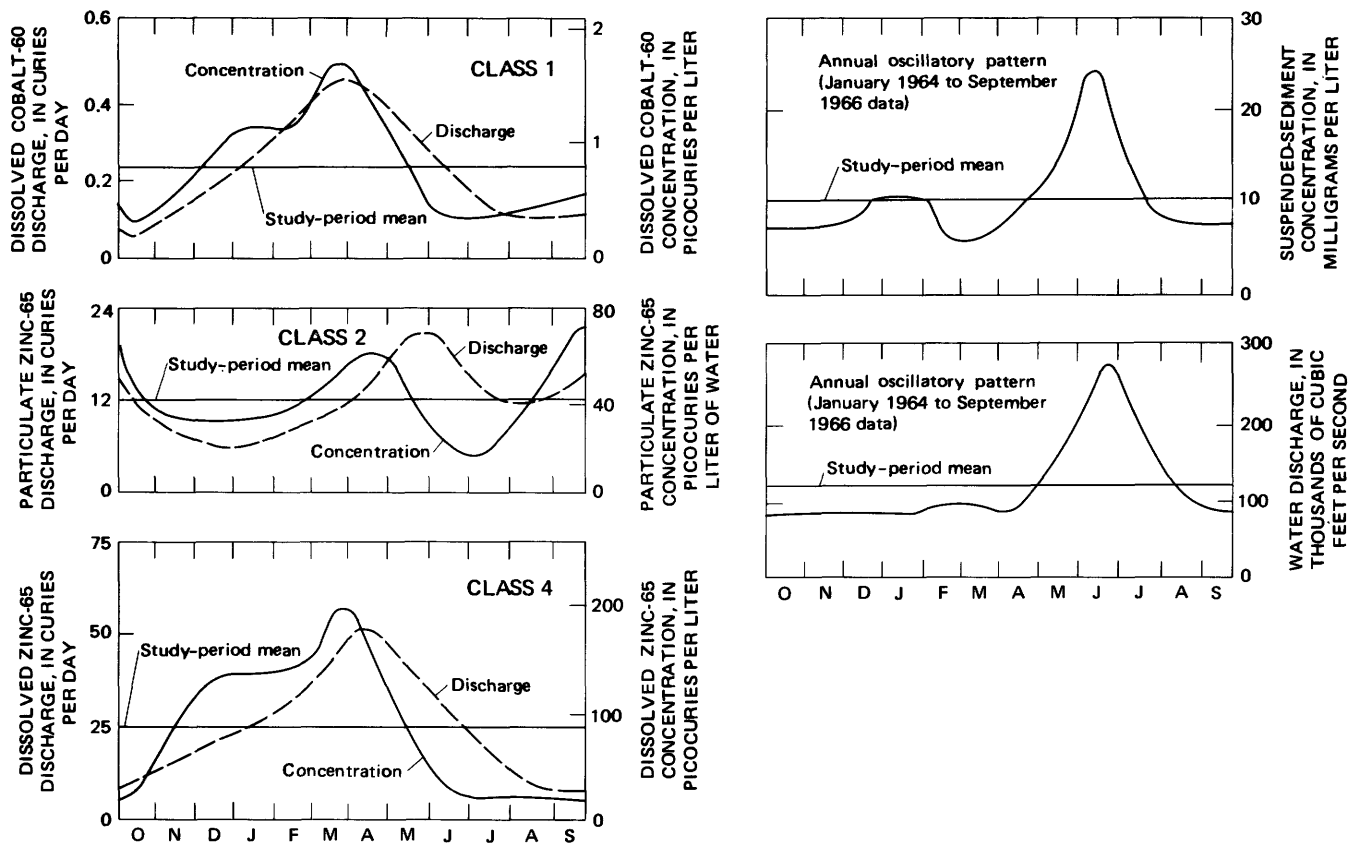 DISSOLVED COBALT-60
DISCHARGE, IN CURIES
PER DAY
0.6
0.4
0.2
0
Concentration
CLASS 1
Discharge
Study-period mean
2
1
0
DISSOLVED COBALT-60
CONCENTRATION, IN
PICOCURIES PER LITER
PARTICULATE ZINC-65
DISCHARGE, IN CURIES
PER DAY
24
12
0
CLASS 2
Study-period mean
Discharge
Concentration
80
40
0
PARTICULATE ZINC-65
CONCENTRATION, IN
PICOCURIES PER
LITER OF WATER
DISSOLVED ZINC-65
DISCHARGE, IN CURIES
PER DAY
75
50
25
0
CLASS 4
Study-period mean
Discharge
Concentration
200
100
0
DISSOLVED ZINC-65
CONCENTRATION, IN
PICOCURIES PER LITER
O N D J F M A M J J A S
Annual oscillatory pattern
(January 1964 to September
1966 data)
Study-period mean
30
20
10
0
SUSPENDED-SEDIMENT
CONCENTRATION, IN
MILLIGRAMS PER LITER
Annual oscillatory pattern
(January 1964 to September
1966 data)
Study-period mean
300
200
100
0
WATER DISCHARGE, IN
THOUSANDS OF CUBIC
FEET PER SECOND
O N D J F M A M J J A S